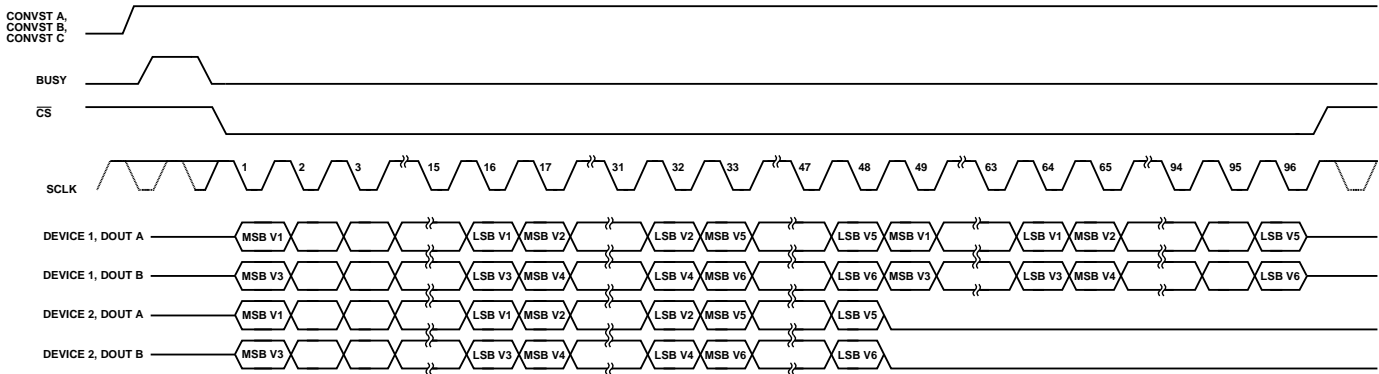 CONVST A,
CONVST B,
CONVST C
BUSY
CS
SCLK 1 2 3 15 16 17 31 32 33 47 48 49 63 64 65 94 95 96
DEVICE 1, DOUT A MSB V1 LSB V1 MSB V2 LSB V2 MSB V5 LSB V5 MSB V1 LSB V1 MSB V2 LSB V5
DEVICE 1, DOUT B MSB V3 LSB V3 MSB V4 LSB V4 MSB V6 LSB V6 MSB V3 LSB V3 MSB V4 LSB V6
DEVICE 2, DOUT A MSB V1 LSB V1 MSB V2 LSB V2 MSB V5 LSB V5
DEVICE 2, DOUT B MSB V3 LSB V3 MSB V4 LSB V4 MSB V6 LSB V6